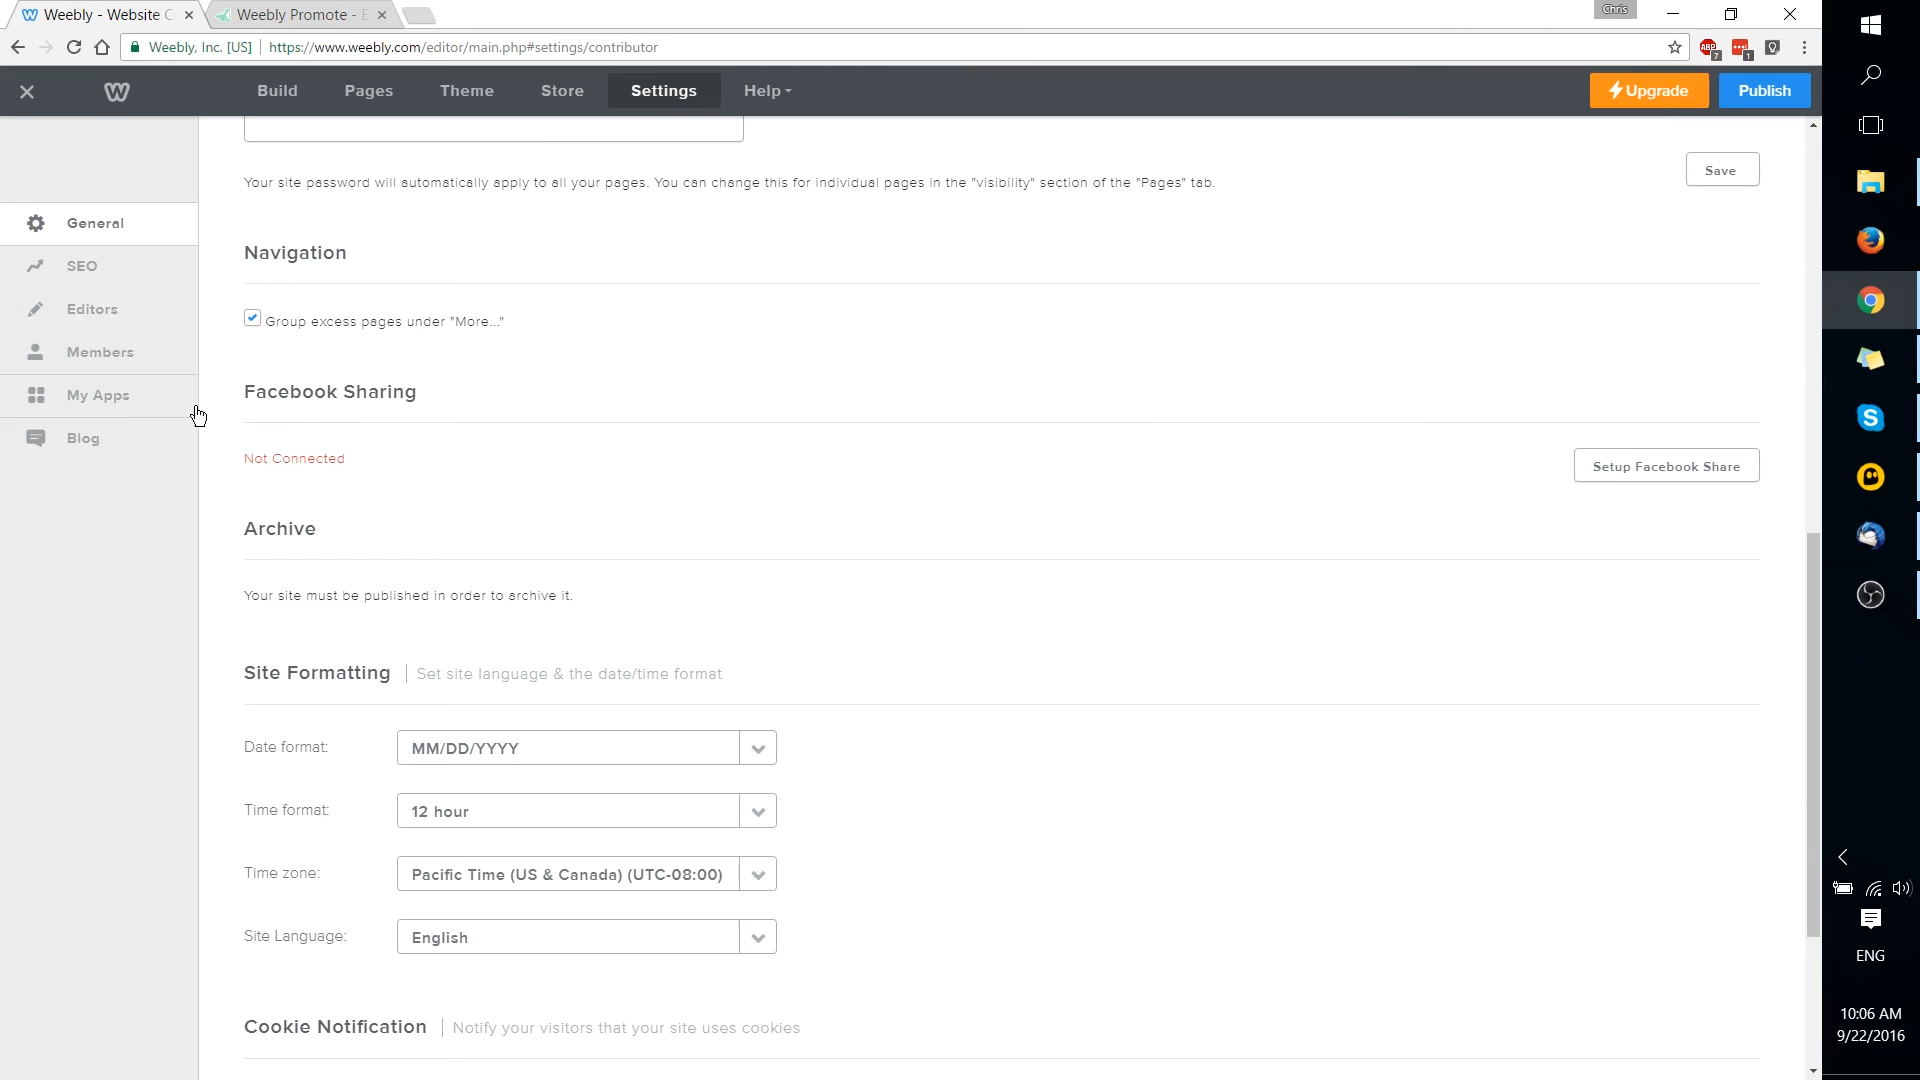 Weebly - Website C
Weebly Promote - E
Chris
Weebly, Inc. [US]
https://www.weebly.com/editor/main.php#settings/contributor
ABP
7
1
Build
Pages
Theme
Store
Settings
Help
Upgrade
Publish
Your site password will automatically apply to all your pages. You can change this for individual pages in the "visibility" section of the "Pages" tab.
Save
General
SEO
Editors
Members
My Apps
Blog
Navigation
Group excess pages under "More..."
Facebook Sharing
Not Connected
Setup Facebook Share
Archive
Your site must be published in order to archive it.
Site Formatting
Set site language & the date/time format
Date format:
MM/DD/YYYY
Time format:
12 hour
Time zone:
Pacific Time (US & Canada) (UTC-08:00)
Site Language:
English
Cookie Notification
Notify your visitors that your site uses cookies
ENG
10:06 AM
9/22/2016